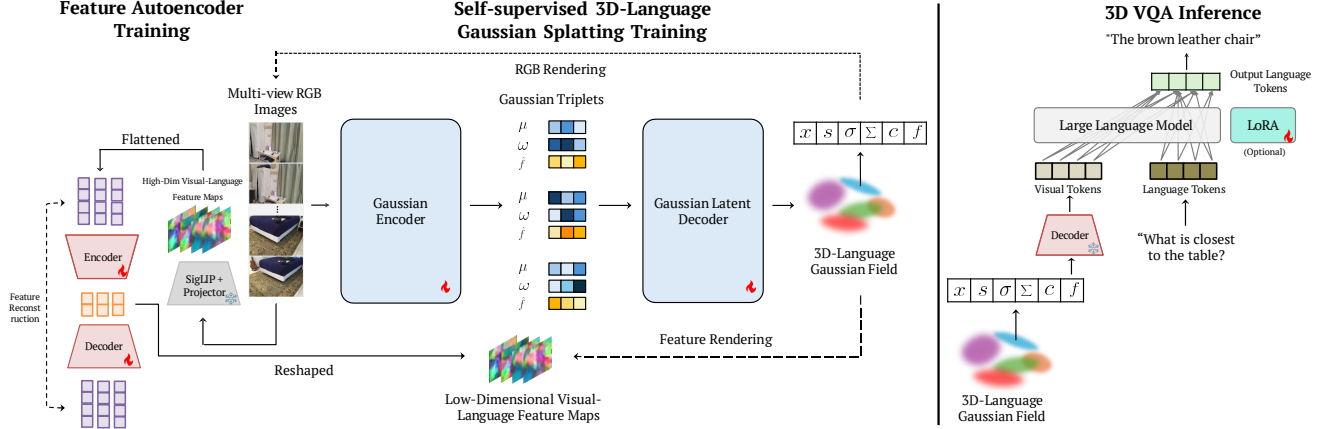 Feature Autoencoder
Training
Self-supervised 3D-Language
Gaussian Splatting Training
3D VQA Inference
RGB Rendering
Multi-view RGB
Images
Flattened
High-Dim Visual-Language
Feature Maps
Encoder
SigLIP +
Projector
Feature
Reconst
ruction
Decoder
Reshaped
Gaussian
Encoder
Gaussian Triplets
μ
ω
f
μ
ω
f
μ
ω
f
Gaussian Latent
Decoder
x s σ Σ c f
3D-Language
Gaussian Field
Feature Rendering
Low-Dimensional Visual-
Language Feature Maps
"The brown leather chair”
Output Language
Tokens
Large Language Model
LoRA
(Optional)
Visual Tokens
Language Tokens
Decoder
“What is closest
to the table?
x s σ Σ c f
3D-Language
Gaussian Field